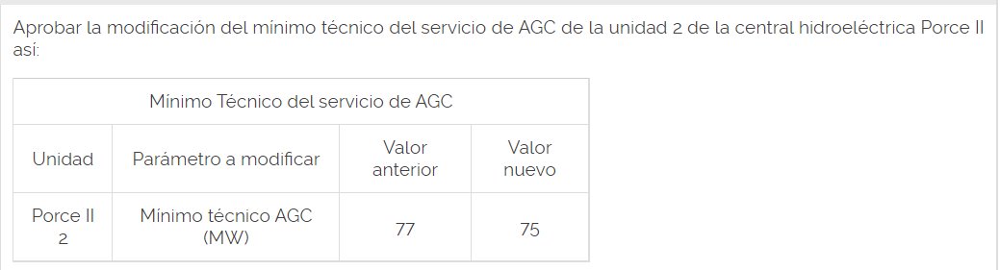 Aprobar la modificación del mínimo técnico del servicio de AGC de la unidad 2 de la central hidroeléctrica Porce II
así:
Mínimo Técnico del servicio de AGC
Unidad
Parámetro a modificar
Valor
anterior
Valor
nuevo
Porce II
2
Mínimo técnico AGC
(MW)
77
75